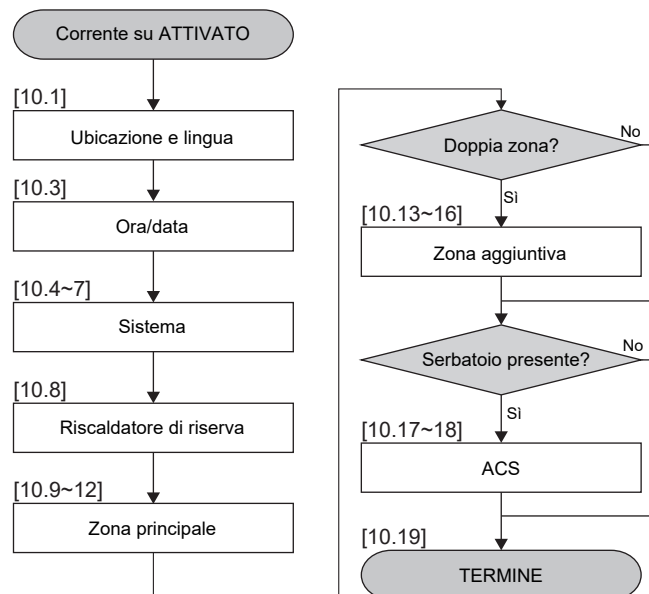 Corrente su ATTIVATO
[10.1]
Ubicazione e lingua
[10.3]
Ora/data
[10.4~7]
Sistema
[10.8]
Riscaldatore di riserva
[10.9~12]
Zona principale
Doppia zona?
No
Sì
[10.13~16]
Zona aggiuntiva
Serbatoio presente?
No
Sì
[10.17~18]
ACS
[10.19]
TERMINE